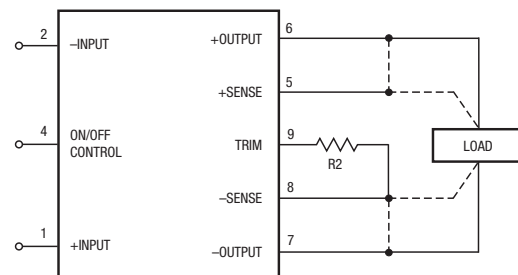 6
+OUTPUT
2
–INPUT
5
+SENSE
4
ON/OFF
CONTROL
9
TRIM
R2
LOAD
8
–SENSE
1
+INPUT
7
–OUTPUT